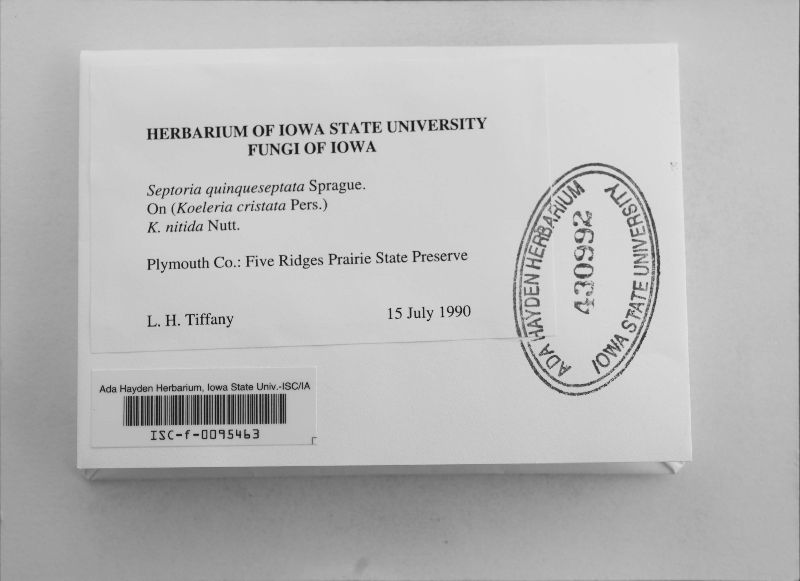 HERBARIUM OF IOWA STATE UNIVERSITY
FUNGI OF IOWA
Septoria quinqueseptata Sprague.
On (Koeleria cristata Pers.)
K. nitida Nutt.
Plymouth Co.: Five Ridges Prairie State Preserve
L. H. Tiffany 15 July 1990
ADA HAYDEN HERBARIUM
430992
IOWA STATE UNIVERSITY
Ada Hayden Herbarium, Iowa State Univ.-ISC/IA
ISC-f-0095463